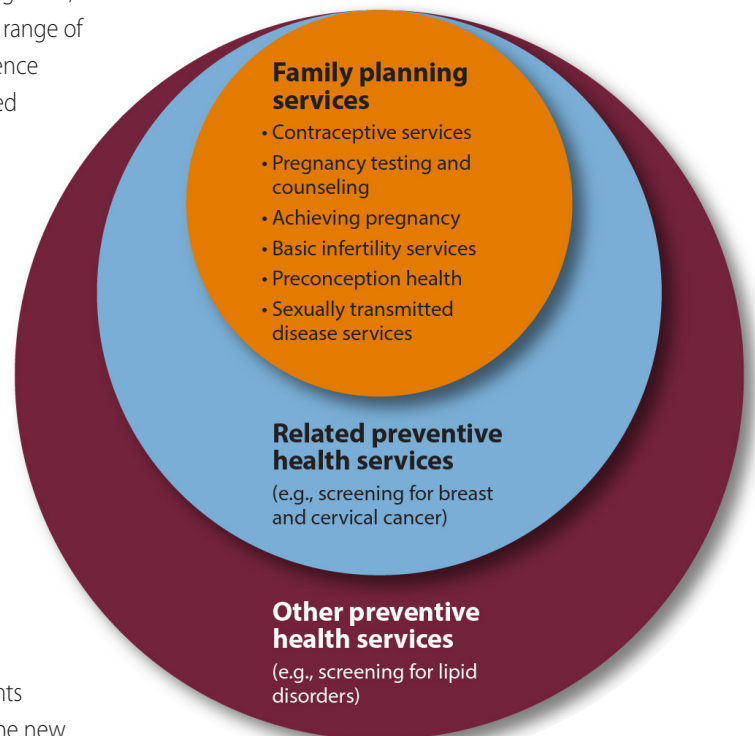 range of
ence
ed
Family planning
services
• Contraceptive services
• Pregnancy testing and
counseling
• Achieving pregnancy
• Basic infertility services
• Preconception health
• Sexually transmitted
disease services
Related preventive
health services
(e.g., screening for breast
and cervical cancer)
Other preventive
health services
(e.g., screening for lipid
disorders)
nts
he new